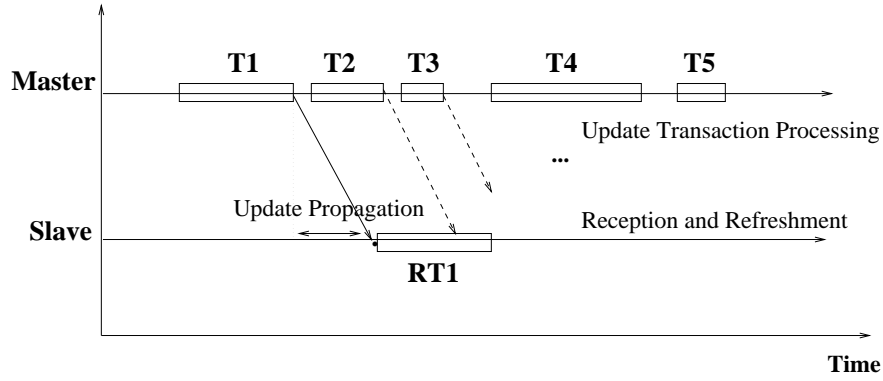 T1 T2 T3 T4 T5
Master
Update Transaction Processing
...
Update Propagation
Reception and Refreshment
Slave
RT1
Time